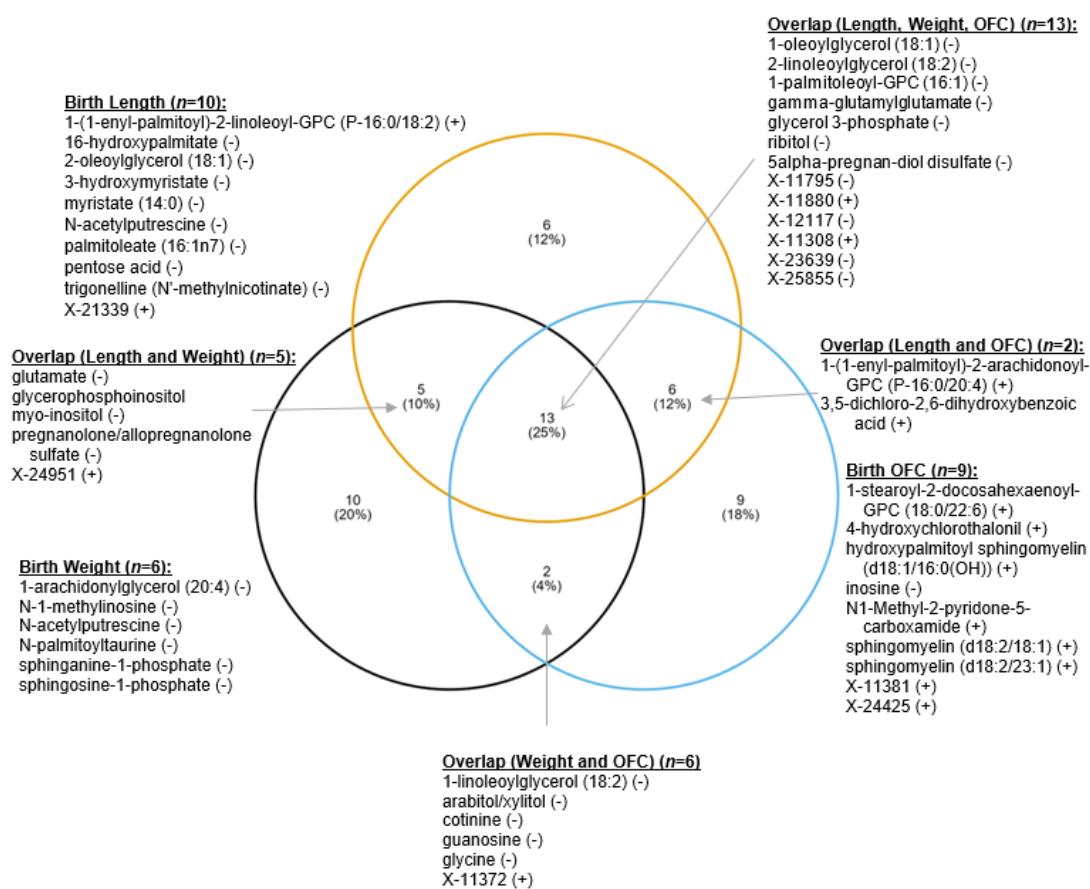 Overlap (Length, Weight, OFC) (n=13):
1-oleoylglycerol (18:1) (-)
2-linoleoylglycerol (18:2) (-)
1-palmitoleoyl-GPC (16:1) (-)
gamma-glutamylglutamate (-)
glycerol 3-phosphate (-)
ribitol (-)
5alpha-pregnan-diol disulfate (-)
X-11795 (-)
X-11880 (+)
X-12117 (-)
X-11308 (+)
X-23639 (-)
X-25855 (-)
Birth Length (n=10):
1-(1-enyl-palmitoyl)-2-linoleoyl-GPC (P-16:0/18:2) (+)
16-hydroxypalmitate (-)
2-oleoylglycerol (18:1) (-)
3-hydroxymyristate (-)
myristate (14:0) (-)
N-acetylputrescine (-)
palmitoleate (16:1n7) (-)
pentose acid (-)
trigonelline (N'-methylnicotinate) (-)
X-21339 (+)
6
(12%)
Overlap (Length and Weight) (n=5):
glutamate (-)
glycerophosphoinositol
myo-inositol (-)
pregnanolone/allopregnanolone
sulfate (-)
X-24951 (+)
5
(10%)
13
(25%)
6
(12%)
Overlap (Length and OFC) (n=2):
1-(1-enyl-palmitoyl)-2-arachidonoyl-
GPC (P-16:0/20:4) (+)
3,5-dichloro-2,6-dihydroxybenzoic
acid (+)
10
(20%)
9
(18%)
Birth OFC (n=9):
1-stearoyl-2-docosahexaenoyl-
GPC (18:0/22:6) (+)
4-hydroxychlorothalonil (+)
hydroxypalmitoyl sphingomyelin
(d18:1/16:0(OH)) (+)
inosine (-)
N1-Methyl-2-pyridone-5-
carboxamide (+)
sphingomyelin (d18:2/18:1) (+)
sphingomyelin (d18:2/23:1) (+)
X-11381 (+)
X-24425 (+)
Birth Weight (n=6):
1-arachidonylglycerol (20:4) (-)
N-1-methylinosine (-)
N-acetylputrescine (-)
N-palmitoyltaurine (-)
sphinganine-1-phosphate (-)
sphingosine-1-phosphate (-)
2
(4%)
Overlap (Weight and OFC) (n=6)
1-linoleoylglycerol (18:2) (-)
arabitol/xylitol (-)
cotinine (-)
guanosine (-)
glycine (-)
X-11372 (+)